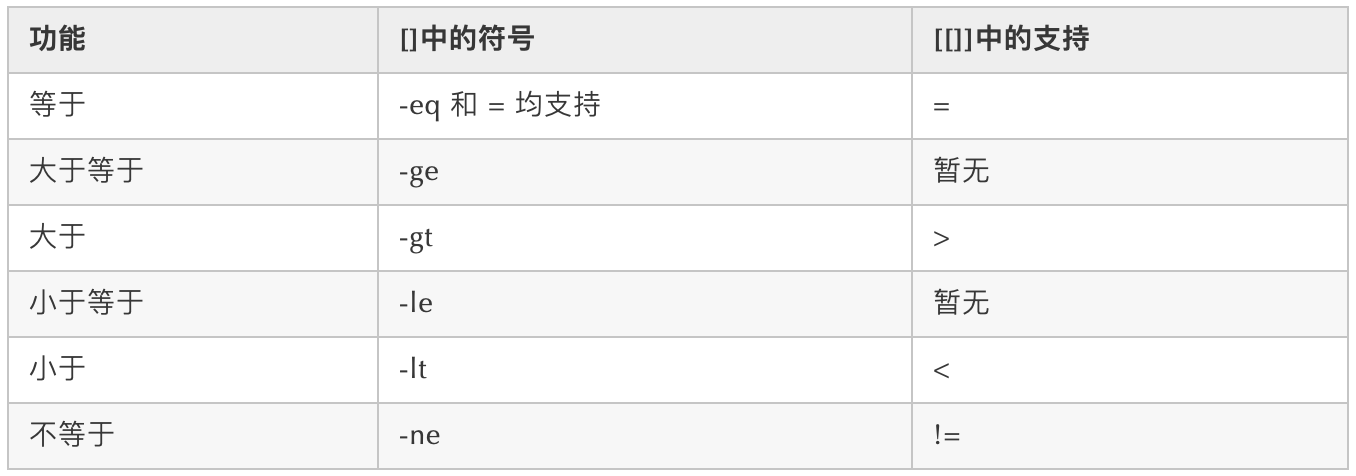 功能 []中的符号 [[]]中的支持
等于 -eq 和 = 均支持 =
大于等于 -ge 暂无
大于 -gt >
小于等于 -le 暂无
小于 -lt <
不等于 -ne !=